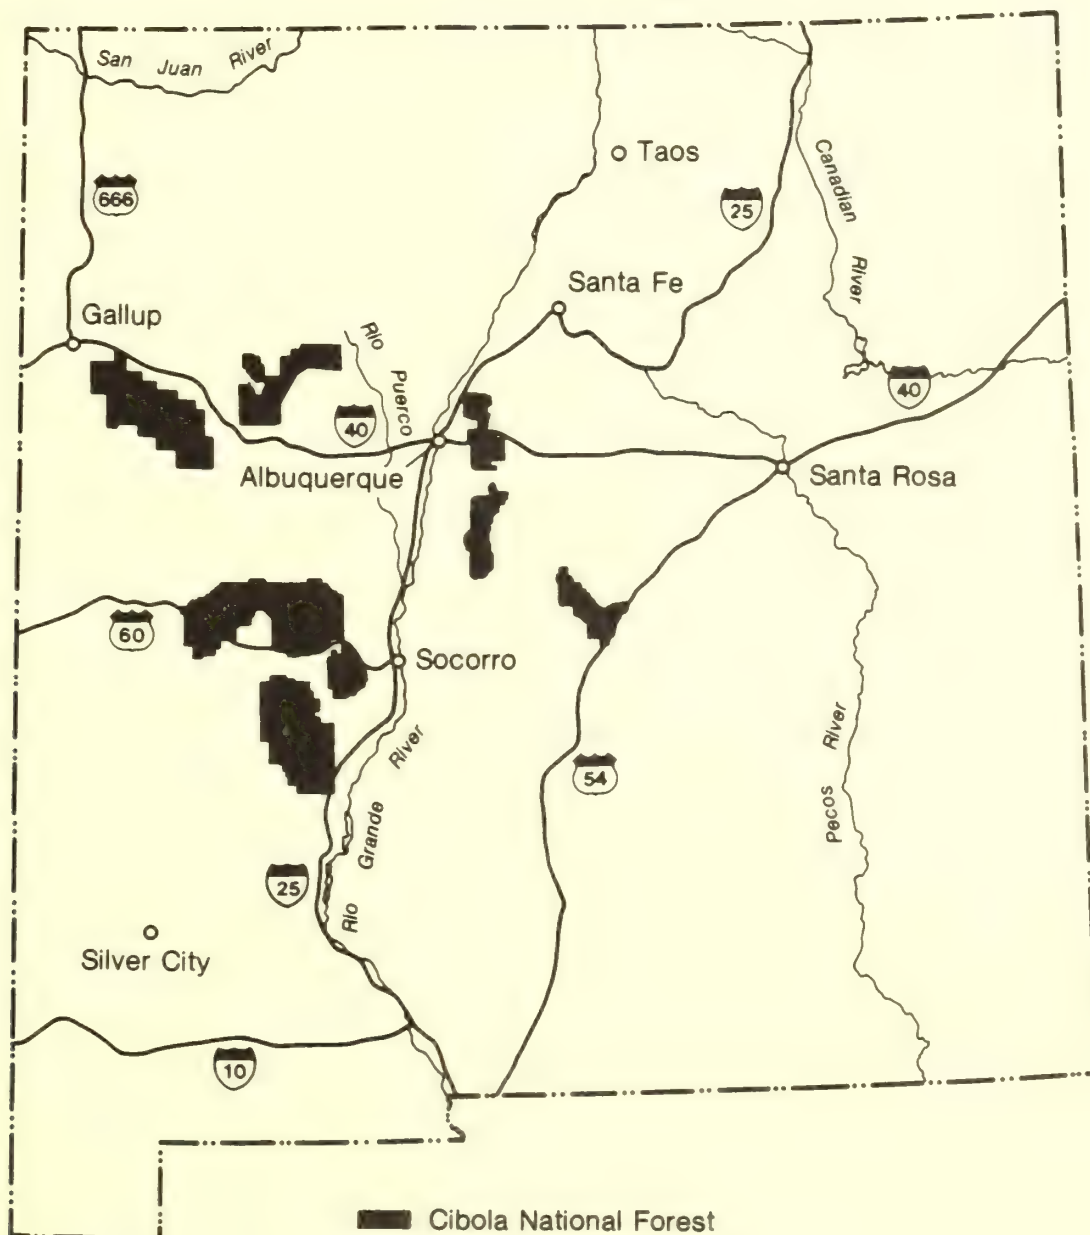 San Juan River
Taos
666
25
Canadian
River
Santa Fe
Gallup
Rio
Puerco
40
40
Albuquerque
Santa Rosa
60
Socorro
River
54
Pecos River
Grande
25
Rio
Silver City
10
Cibola National Forest